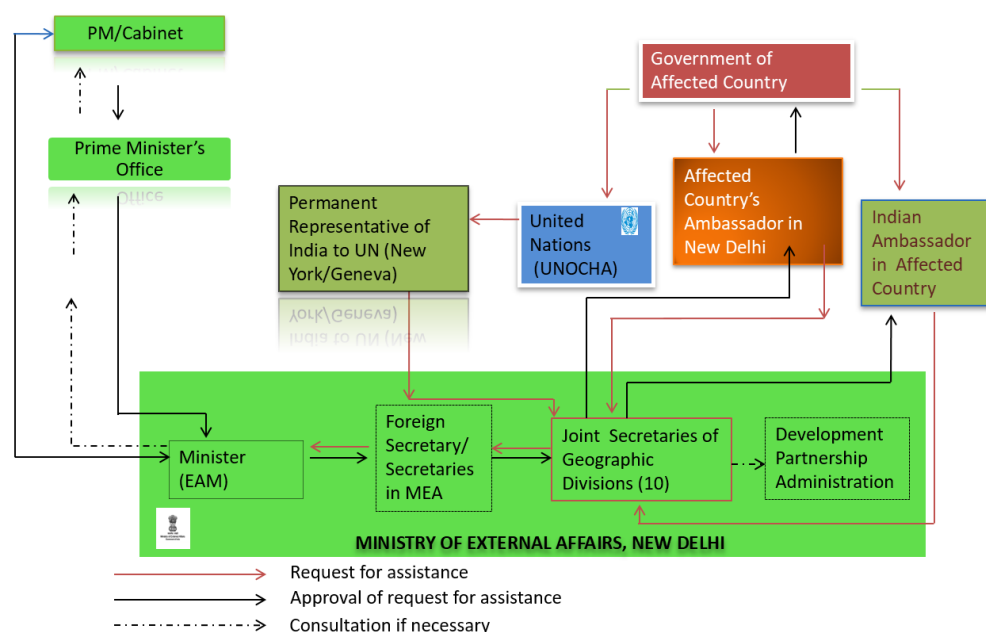 PM/Cabinet
Prime Minister's
Office
Government of
Affected Country
Permanent
Representative of
India to UN (New
York/Geneva)
United
Nations
(UNOCHA)
Affected
Country's
Ambassador in
New Delhi
Indian
Ambassador
in Affected
Country
Minister
(EAM)
Foreign
Secretary/
Secretaries
in MEA
Joint Secretaries of
Geographic
Divisions (10)
Development
Partnership
Administration
MINISTRY OF EXTERNAL AFFAIRS, NEW DELHI
Request for assistance
Approval of request for assistance
Consultation if necessary